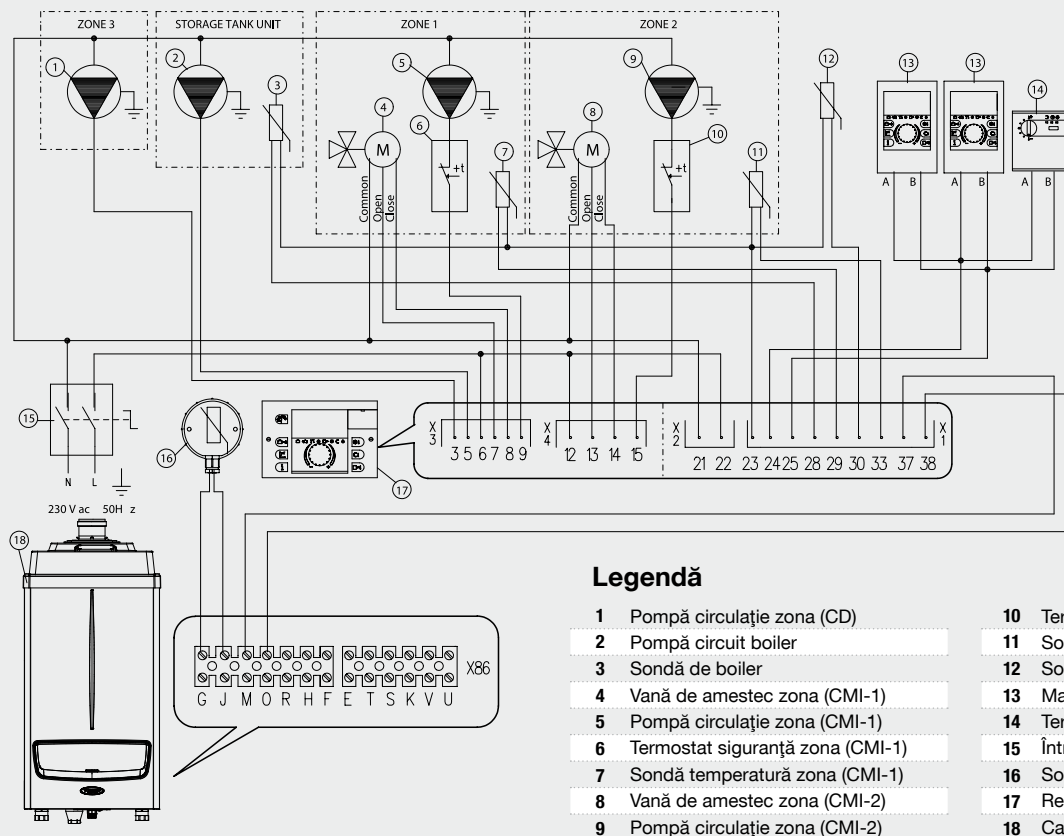 ZONE 3
STORAGE TANK UNIT
ZONE 1
ZONE 2
1
2
3
4
5
6
7
8
9
10
11
12
13
13
14
M
M
+t
+t
Common
Open
Close
Common
Open
Close
A B
A B
A B
15
16
17
18
N L
230 V ac 50H z
X 3
3 5 6 7 8 9
X 4
12 13 14 15
X 2
21 22
23 24 25 28 29 30 33 37 38
X 1
X86
G J M O R H F E T S K V U
Legendă
1 Pompă circulație zona (CD)
2 Pompă circuit boiler
3 Sondă de boiler
4 Vană de amestec zona (CMI-1)
5 Pompă circulație zona (CMI-1)
6 Termostat siguranță zona (CMI-1)
7 Sondă temperatură zona (CMI-1)
8 Vană de amestec zona (CMI-2)
9 Pompă circulație zona (CMI-2)
10
11
12
13
14
15
16
17
18